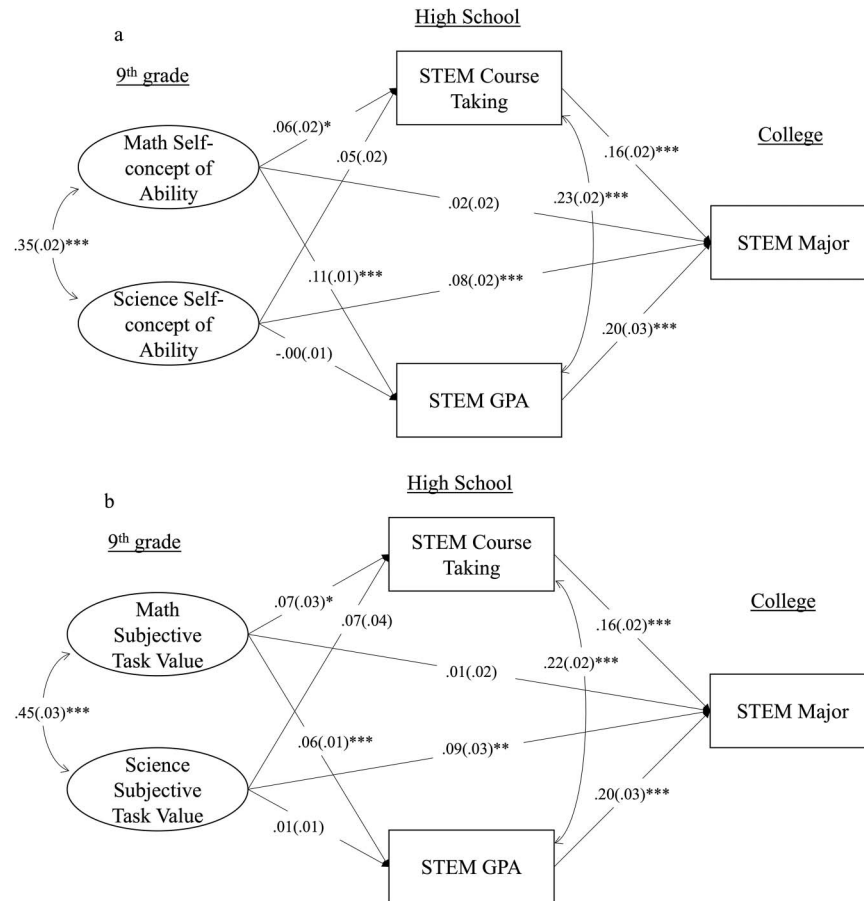 a
High School
9th grade
STEM Course
Taking
.06(.02)*
.05(.02)
Math Self-
concept of
Ability
.16(.02)***
College
.02(.02)
.23(.02)***
.35(.02)***
STEM Major
.11(.01)***
.08(.02)***
Science Self-
concept of
Ability
.20(.03)***
-.00(.01)
STEM GPA
b
High School
9th grade
STEM Course
Taking
.07(.03)*
.07(.04)
Math
Subjective
Task Value
.16(.02)***
College
.01(.02)
.22(.02)***
.45(.03)***
STEM Major
.06(.01)***
.09(.03)**
Science
Subjective
Task Value
.20(.03)***
.01(.01)
STEM GPA